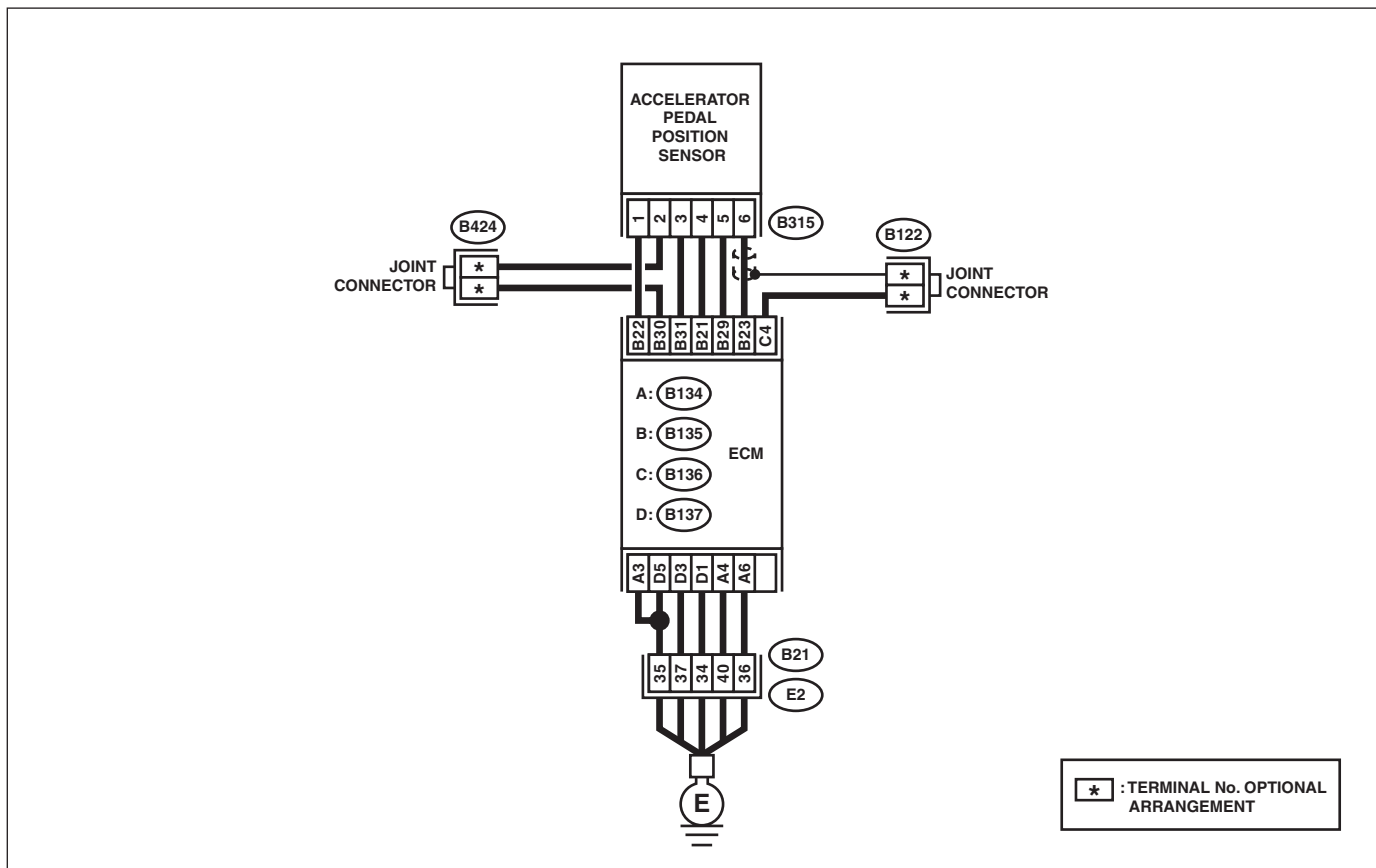 ACCELERATOR
PEDAL
POSITION
SENSOR
1 2 3 4 5 6
B315
B424
B122
*
*
JOINT
CONNECTOR
*
*
JOINT
CONNECTOR
B22 B30 B31 B21 B29 B23 C4
A: B134
B: B135
C: B136
D: B137
ECM
A3 D5 D3 D1 A4 A6
35 37 34 40 36
B21
E2
E
* : TERMINAL No. OPTIONAL
ARRANGEMENT